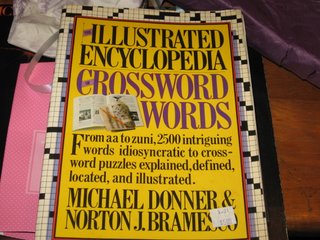 THE
ILLUSTRATED
ENCYCLOPEDIA
OF
CROSSWORD
WORDS
From aa to zuni, 2500 intriguing
words idiosyncratic to cross-
word puzzles explained, defined,
located, and illustrated.
MICHAEL DONNER &
NORTON J. BRAMESCO